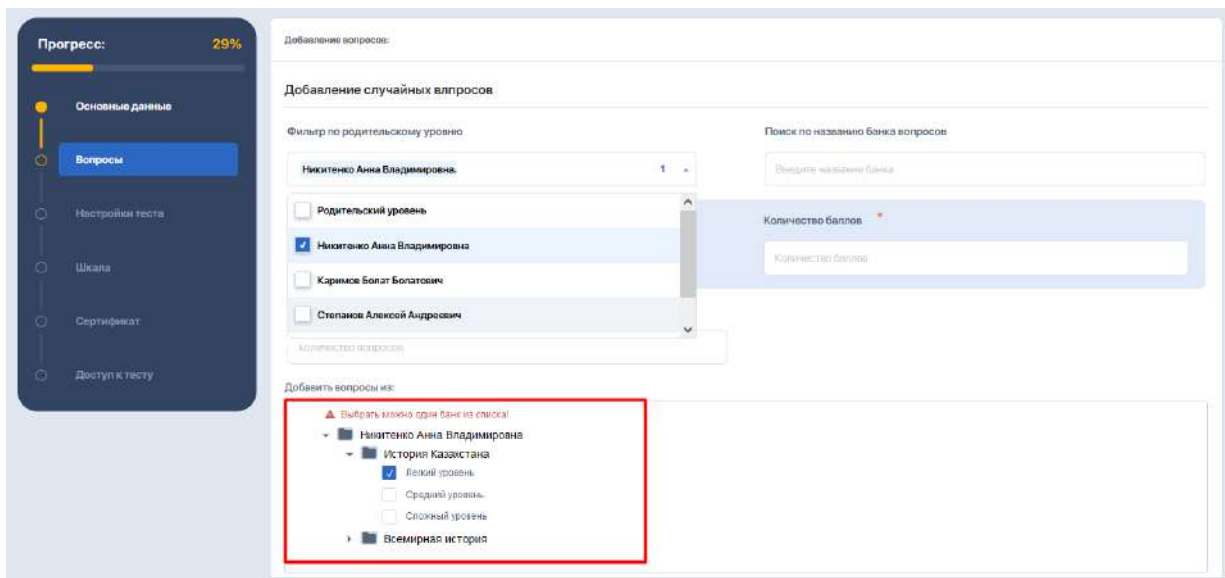 Прогресс: 29%
Основные данные
Вопросы
Настройки теста
Шкала
Сертификат
Доступ к тесту
Добавление вопросов:
Добавление случайных влпросов
Фильтр по родительскому уровню
Поиск по названию банка вопросов
Никитенко Анна Владимировна. 1
Введите название банка
Родительский уровень
Никитенко Анна Владимировна
Каримов Болат Болатович
Степанов Алексей Андреевич
Количество баллов *
Количество баллов
Количество вопросов
Добавить вопросы из:
Выбрать можно один банк из списка!
Никитенко Анна Владимировна
История Казахстана
Легкий уровень
Средний уровень
Сложный уровень
Всемирная история